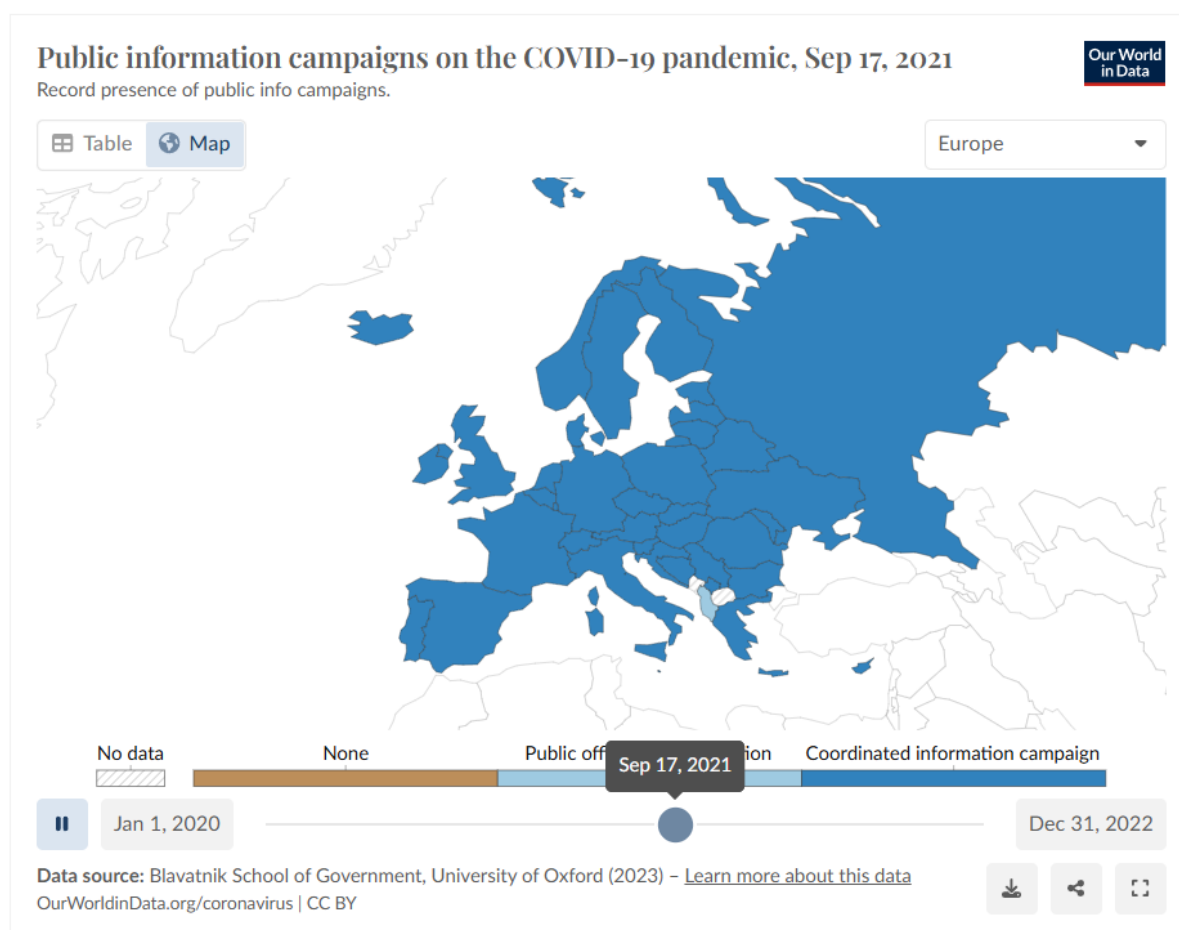 Public information campaigns on the COVID-19 pandemic, Sep 17, 2021
Our World
in Data
Record presence of public info campaigns.
Table
Map
Europe
No data
None
Public off
Coordinated information campaign
Sep 17, 2021
Jan 1, 2020
Dec 31, 2022
Data source: Blavatnik School of Government, University of Oxford (2023) – Learn more about this data
OurWorldinData.org/coronavirus | CC BY